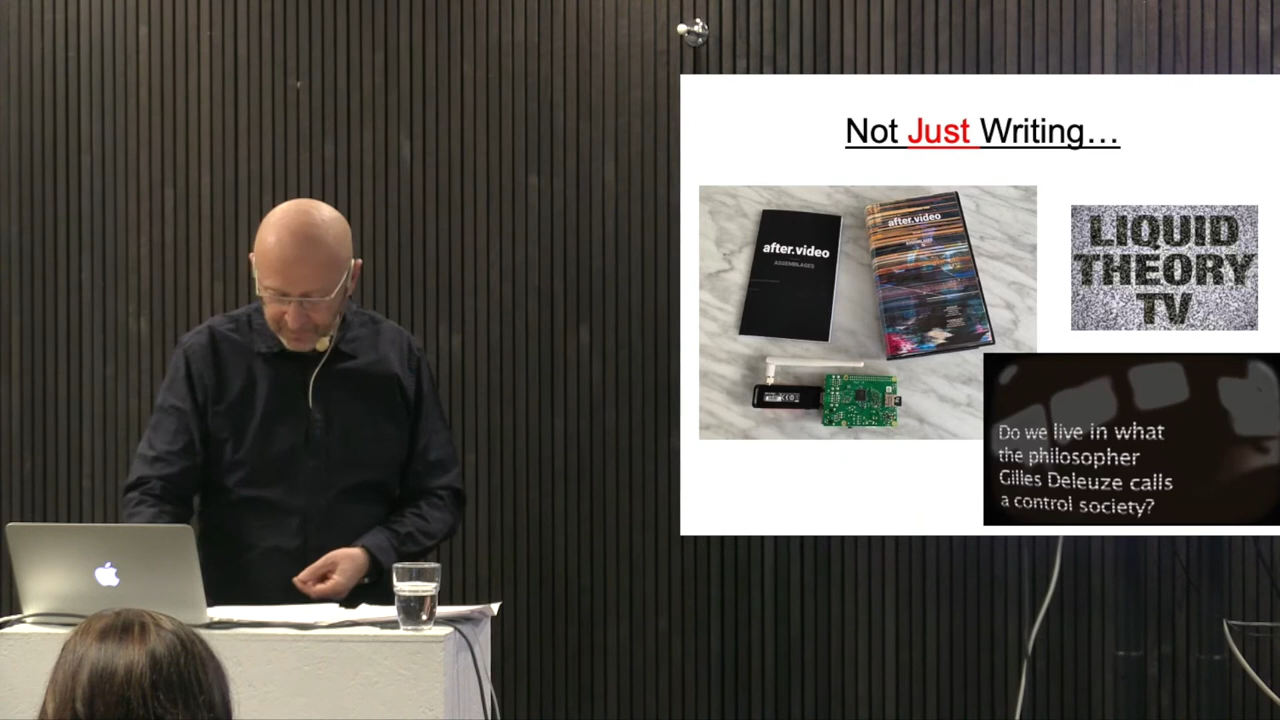 Not Just Writing…
after.video
ASSEMBLAGES
after.video
LIQUID
THEORY
TV
Do we live in what
the philosopher
Gilles Deleuze calls
a control society?